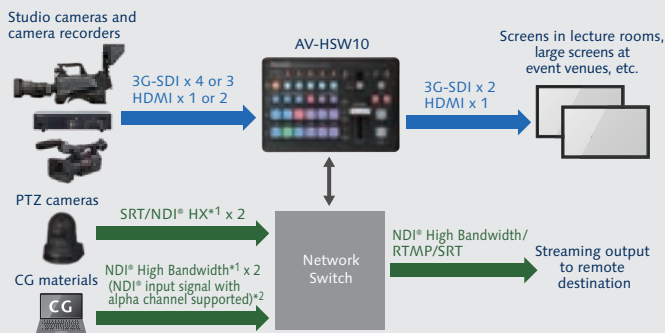 Studio cameras and
camera recorders
AV-HSW10
Screens in lecture rooms,
large screens at
event venues, etc.
3G-SDI x 4 or 3
HDMI x 1 or 2
3G-SDI x 2
HDMI x 1
PTZ cameras
SRT/NDI® HX*1 x 2
CG materials
CG
NDI® High Bandwidth*1 x 2
(NDI® input signal with
alpha channel supported)*2
Network
Switch
NDI® High Bandwidth/
RTMP/SRT
Streaming output
to remote
destination